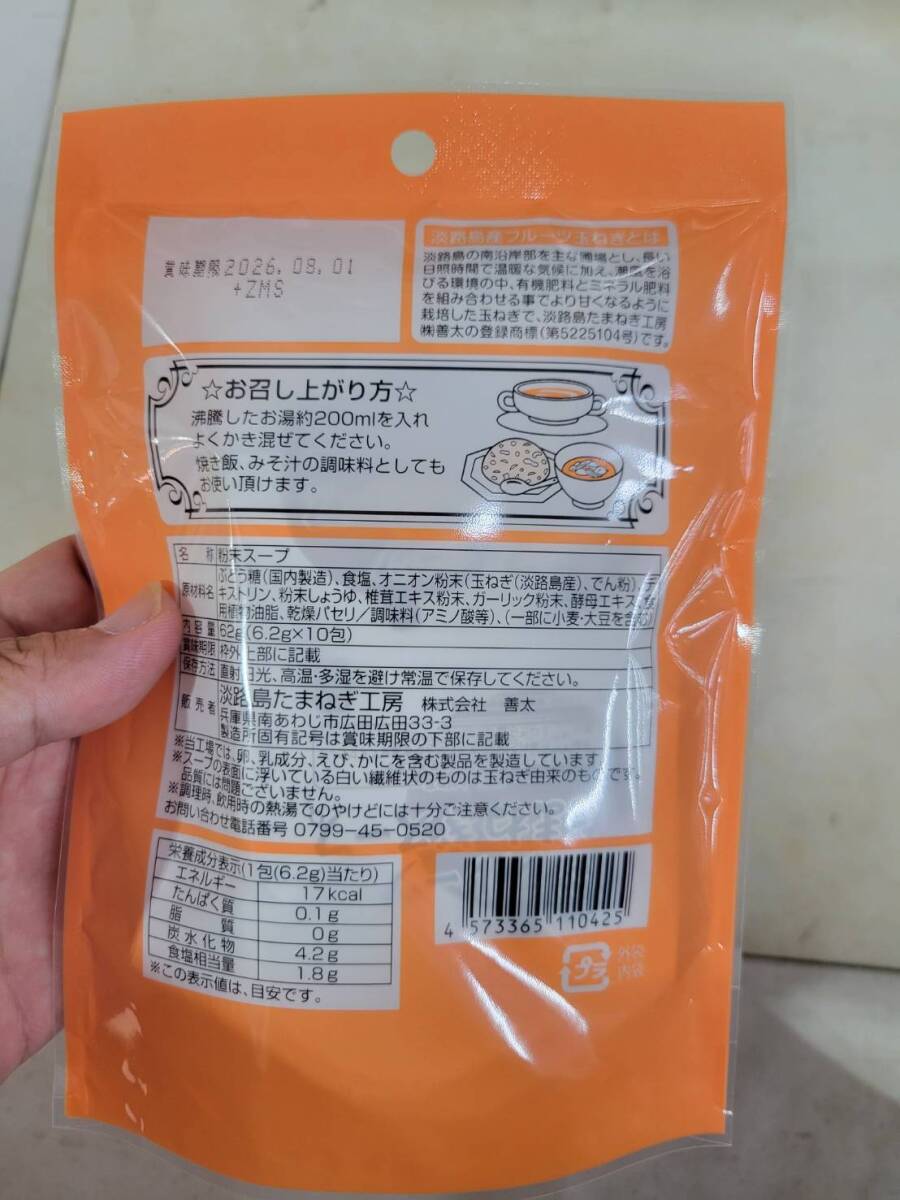 賞味期限2026.08.01
+ZMS
淡路島産フルーツ玉ねぎとは
淡路島の南沿岸部を主な圃場とし、長い
日照時間で温暖な気候に加え、潮風を浴
びる環境の中、有機肥料とミネラル肥料
を組み合わせる事でより甘くなるように
栽培した玉ねぎで、淡路島たまねぎ工房
㈱善太の登録商標(第5225104号)です。
☆お召し上がり方☆
沸騰したお湯約200mlを入れ
よくかき混ぜてください。
焼き飯、みそ汁の調味料としても
お使い頂けます。
名称 粉末スープ
原材料名 ぶどう糖(国内製造)、食塩、オニオン粉末(玉ねぎ(淡路島産)、でん粉)、デ
キストリン、粉末しょうゆ、椎茸エキス粉末、ガーリック粉末、酵母エキス、食
用植物油脂、乾燥パセリ／調味料(アミノ酸等)、(一部に小麦・大豆を含む)
内容量 62g(6.2g×10包)
賞味期限 枠外上部に記載
保存方法 直射日光、高温・多湿を避け常温で保存してください。
販売者 淡路島たまねぎ工房 株式会社 善太
兵庫県南あわじ市広田広田33-3
製造所固有記号は賞味期限の下部に記載
※当工場では、卵、乳成分、えび、かにを含む製品を製造しています。
※スープの表面に浮いている白い繊維状のものは玉ねぎ由来のものです。
品質には問題ございません。
※調理時、飲用時の熱湯でのやけどには十分ご注意ください。
お問い合わせ電話番号 0799-45-0520
栄養成分表示(1包(6.2g)当たり)
エネルギー 17kcal
たんぱく質 0.1g
脂質 0g
炭水化物 4.2g
食塩相当量 1.8g
※この表示値は、目安です。
4 573365 110425
プラ
外袋
内袋